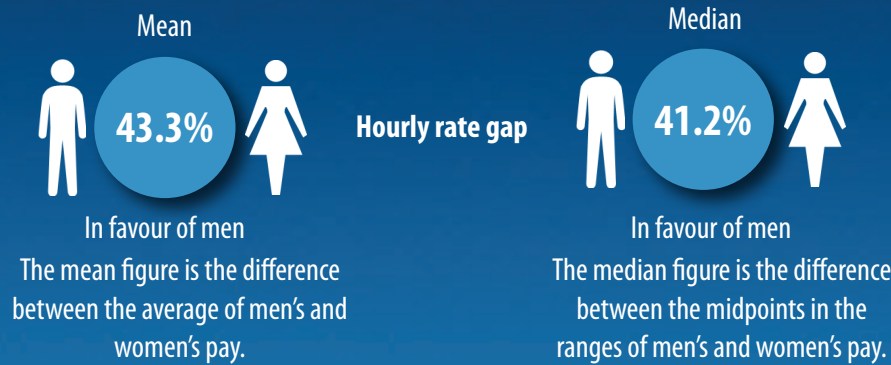 Mean
43.3%
In favour of men
The mean figure is the difference
between the average of men’s and
women’s pay.
Hourly rate gap
Median
41.2%
In favour of men
The median figure is the difference
between the midpoints in the
ranges of men’s and women’s pay.